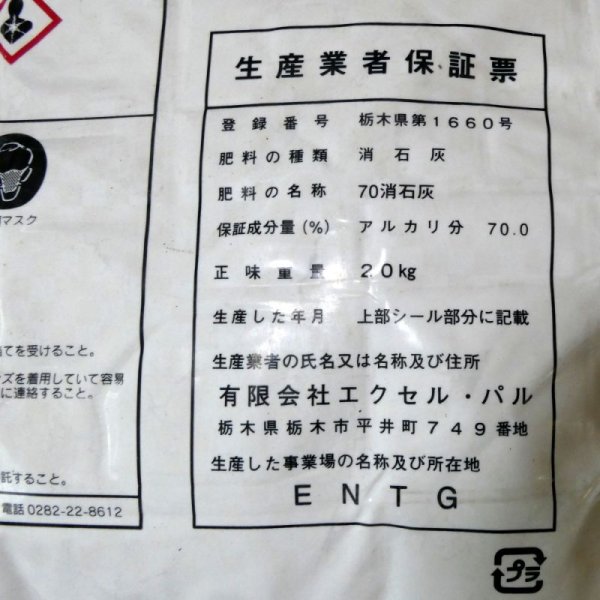 生産業者保証票
登録番号 栃木県第1660号
肥料の種類 消石灰
肥料の名称 70消石灰
保証成分量(%) アルカリ分 70.0
正味重量 20kg
生産した年月 上部シール部分に記載
生産業者の氏名又は名称及び住所
有限会社エクセル・パル
栃木県栃木市平井町749番地
生産した事業場の名称及び所在地
ENTG
マスク
てを受けること。
ズを着用していて容易
に連絡すること。
託すること。
電話 0282-22-8612
プラ